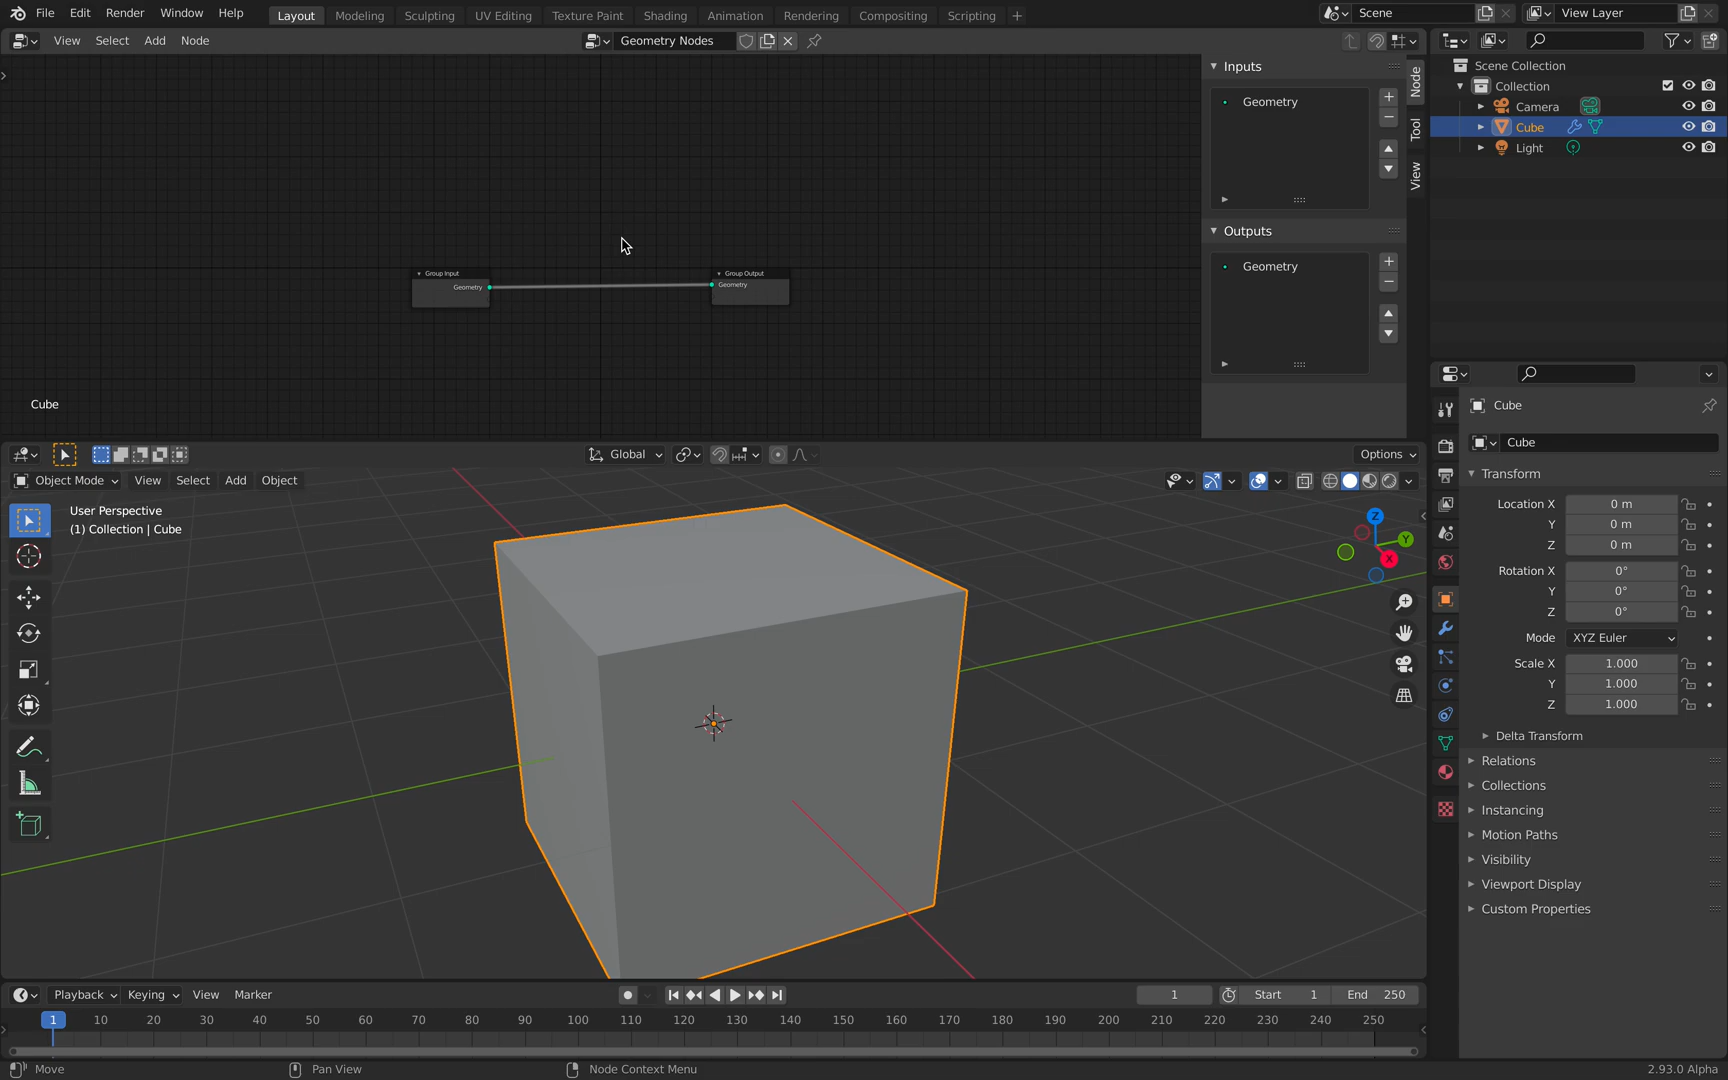 File Edit Render Window Help Layout Modeling Sculpting UV Editing Texture Paint Shading Animation Rendering Compositing Scripting + Scene View Layer
View Select Add Node Geometry Nodes
Inputs
Geometry
Outputs
Geometry
Node
Tool
View
Group Input
Geometry
Group Output
Geometry
Cube
Scene Collection
Collection
Camera
Cube
Light
Global Options
Object Mode View Select Add Object
User Perspective
(1) Collection | Cube
Z
Y
X
Cube
Cube
Transform
Location X 0 m
Y 0 m
Z 0 m
Rotation X 0°
Y 0°
Z 0°
Mode XYZ Euler
Scale X 1.000
Y 1.000
Z 1.000
Delta Transform
Relations
Collections
Instancing
Motion Paths
Visibility
Viewport Display
Custom Properties
Playback Keying View Marker 1 Start 1 End 250
1 10 20 30 40 50 60 70 80 90 100 110 120 130 140 150 160 170 180 190 200 210 220 230 240 250
Move Pan View Node Context Menu 2.93.0 Alpha